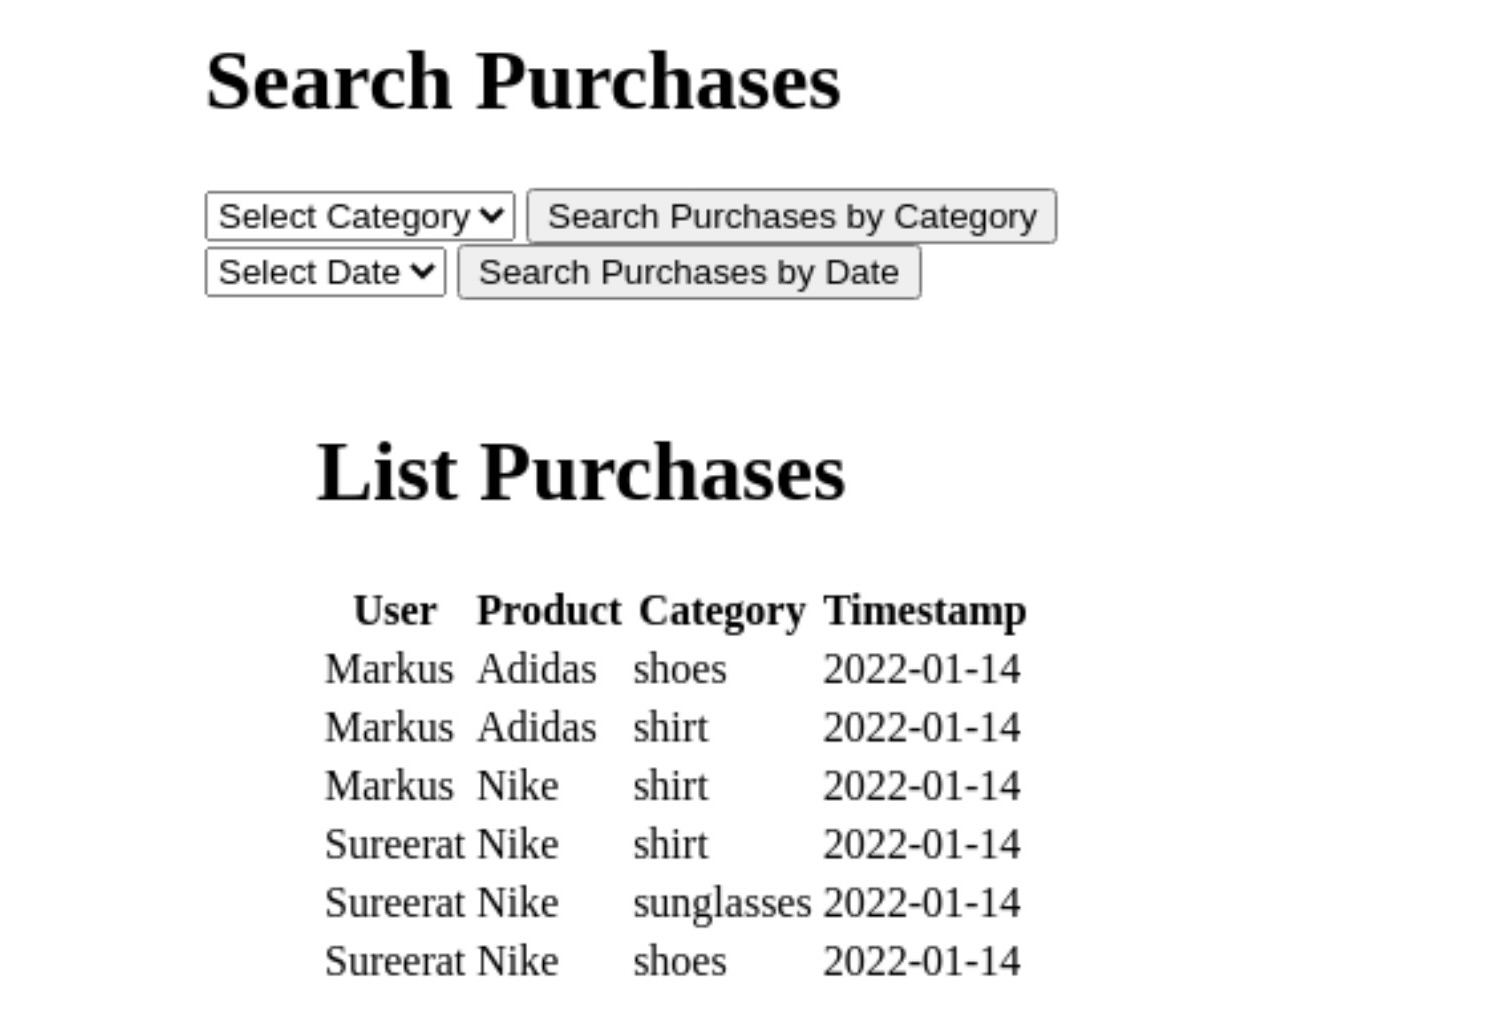 Search Purchases
Select Category Search Purchases by Category
Select Date Search Purchases by Date
List Purchases
User Product Category Timestamp
Markus Adidas shoes 2022-01-14
Markus Adidas shirt 2022-01-14
Markus Nike shirt 2022-01-14
Sureerat Nike shirt 2022-01-14
Sureerat Nike sunglasses 2022-01-14
Sureerat Nike shoes 2022-01-14